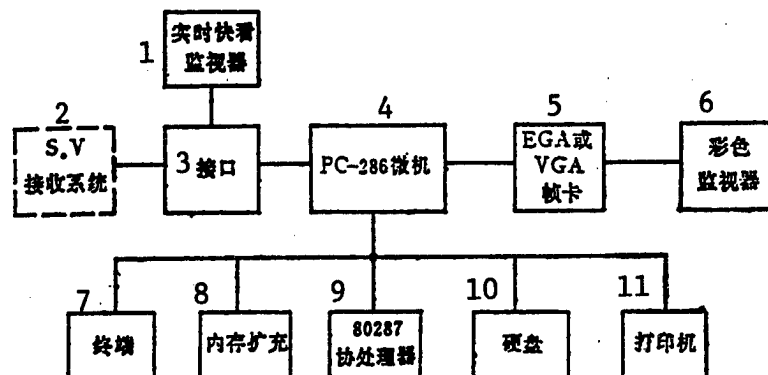 1
实时快看
监视器
2
S.V
接收系统
3 接口
4
PC-286微机
5
EGA或
VGA
帧卡
6
彩色
监视器
7
终端
8
内存扩充
9
80287
协处理器
10
硬盘
11
打印机